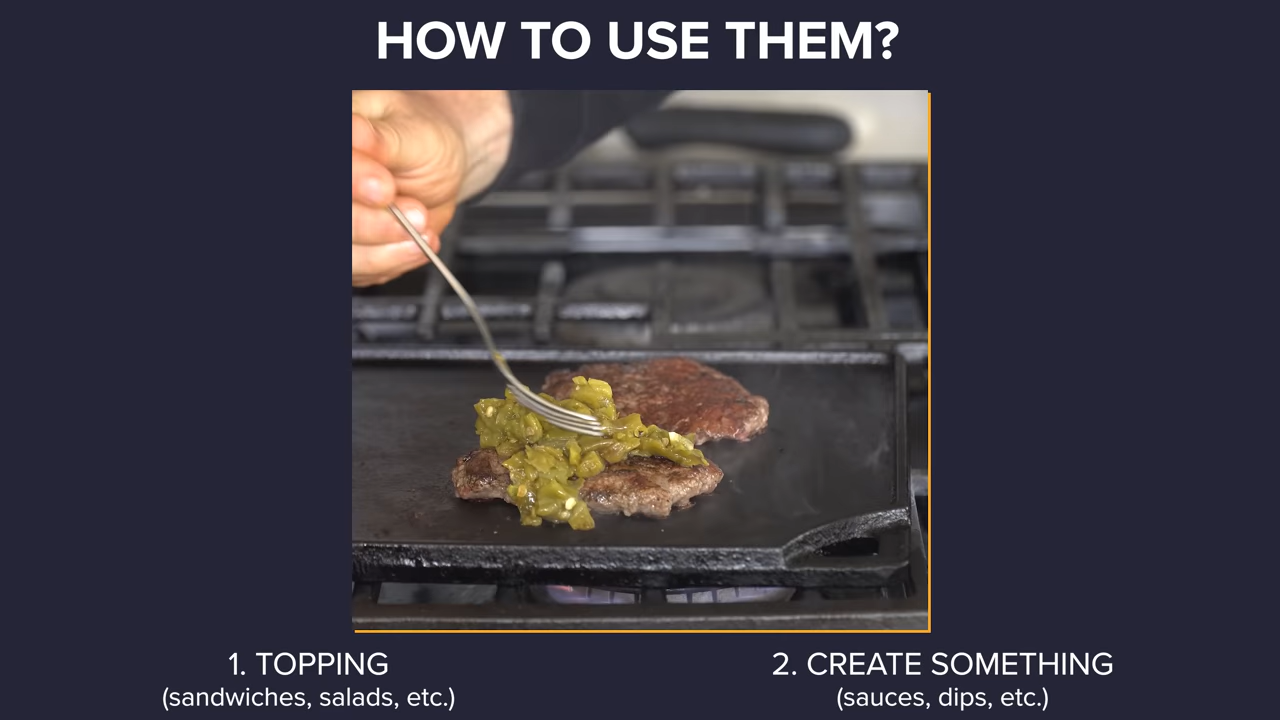 HOW TO USE THEM?
1. TOPPING
(sandwiches, salads, etc.)
2. CREATE SOMETHING
(sauces, dips, etc.)